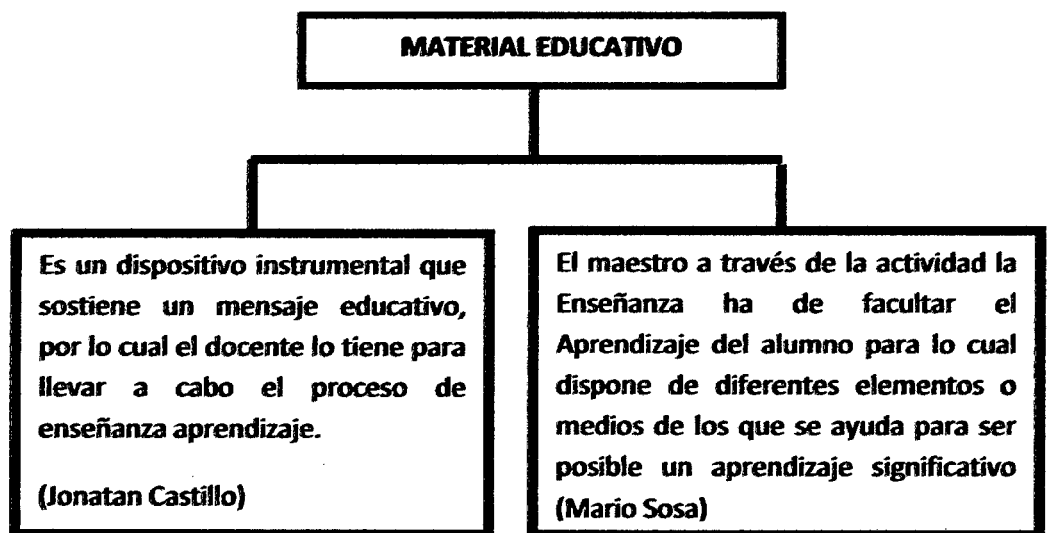 MATERIAL EDUCATIVO
Es un dispositivo instrumental que
sostiene un mensaje educativo,
por lo cual el docente lo tiene para
llevar a cabo el proceso de
enseñanza aprendizaje.
(Jonatan Castillo)
El maestro a través de la actividad la
Enseñanza ha de facultar el
Aprendizaje del alumno para lo cual
dispone de diferentes elementos o
medios de los que se ayuda para ser
posible un aprendizaje significativo
(Mario Sosa)